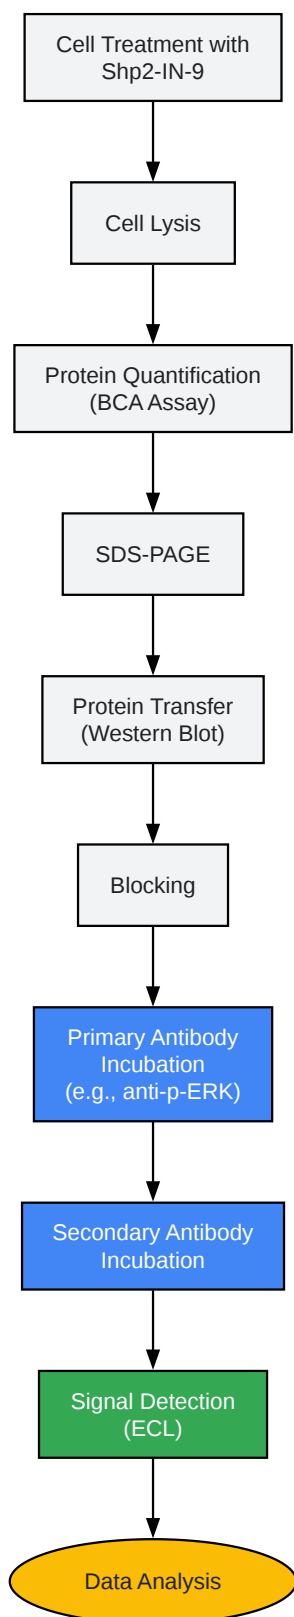 Cell Treatment with
Shp2-IN-9
Cell Lysis
Protein Quantification
(BCA Assay)
SDS-PAGE
Protein Transfer
(Western Blot)
Blocking
Primary Antibody
Incubation
(e.g., anti-p-ERK)
Secondary Antibody
Incubation
Signal Detection
(ECL)
Data Analysis